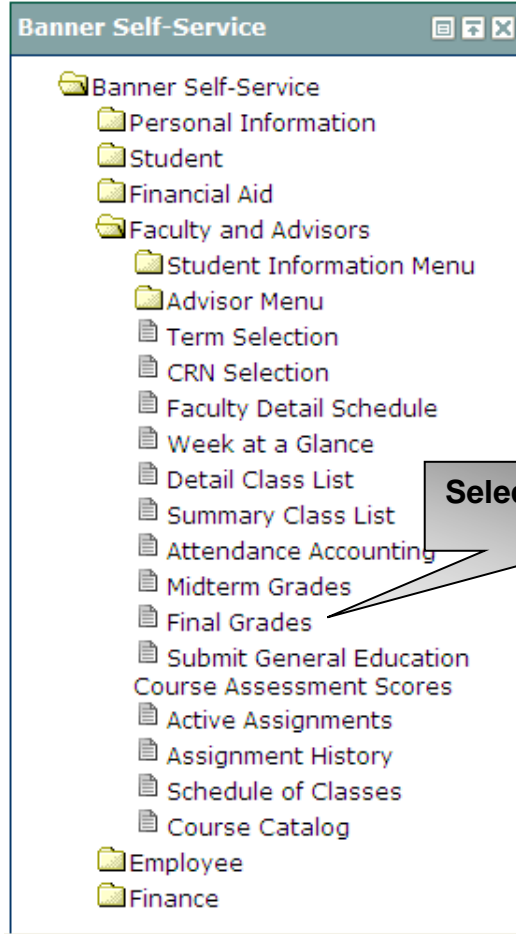 Banner Self-Service
Banner Self-Service
Personal Information
Student
Financial Aid
Faculty and Advisors
Student Information Menu
Advisor Menu
Term Selection
CRN Selection
Faculty Detail Schedule
Week at a Glance
Detail Class List
Summary Class List
Attendance Accounting
Midterm Grades
Final Grades
Submit General Education
Course Assessment Scores
Active Assignments
Assignment History
Schedule of Classes
Course Catalog
Employee
Finance